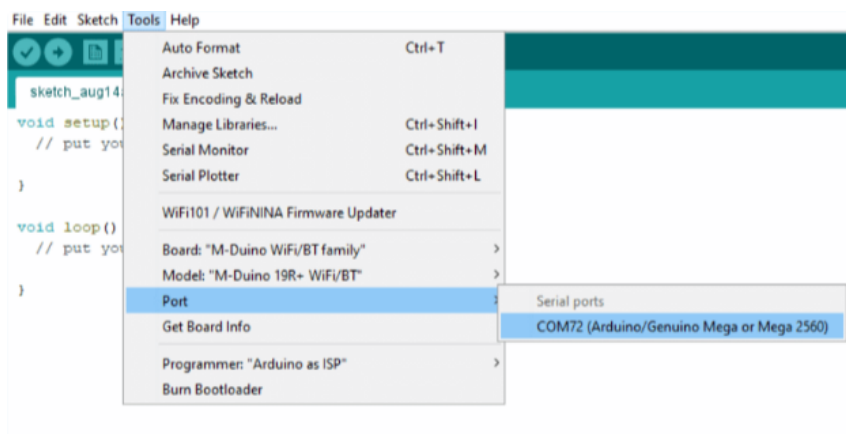 File Edit Sketch Tools Help
Auto Format Ctrl+T
Archive Sketch
sketch_aug14
Fix Encoding & Reload
void setup()
Manage Libraries... Ctrl+Shift+I
// put you
Serial Monitor Ctrl+Shift+M
Serial Plotter Ctrl+Shift+L
}
WiFi101 / WiFiNINA Firmware Updater
void loop()
// put you
Board: "M-Duino WiFi/BT family"
Model: "M-Duino 19R+ WiFi/BT"
}
Port
Serial ports
Get Board Info
COM72 (Arduino/Genuino Mega or Mega 2560)
Programmer: "Arduino as ISP"
Burn Bootloader